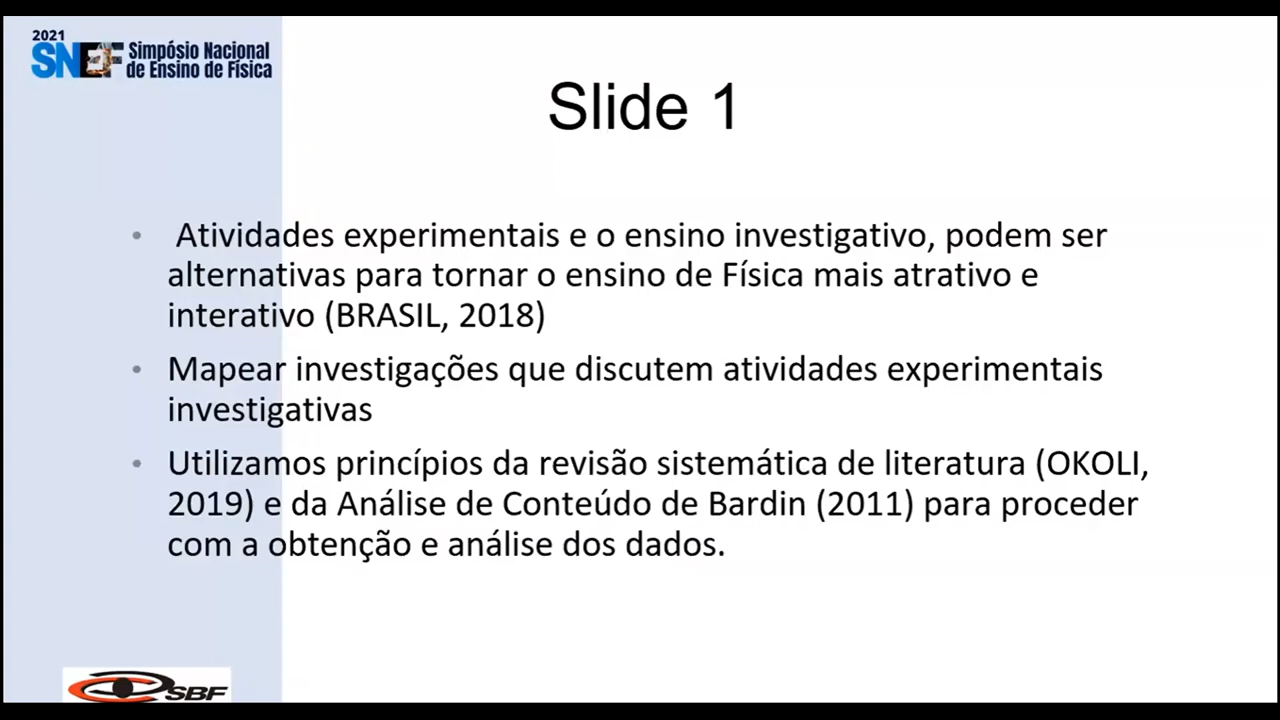 2021
SNEF Simpósio Nacional
de Ensino de Física
Slide 1
• Atividades experimentais e o ensino investigativo, podem ser
alternativas para tornar o ensino de Física mais atrativo e
interativo (BRASIL, 2018)
• Mapear investigações que discutem atividades experimentais
investigativas
• Utilizamos princípios da revisão sistemática de literatura (OKOLI,
2019) e da Análise de Conteúdo de Bardin (2011) para proceder
com a obtenção e análise dos dados.
SBF